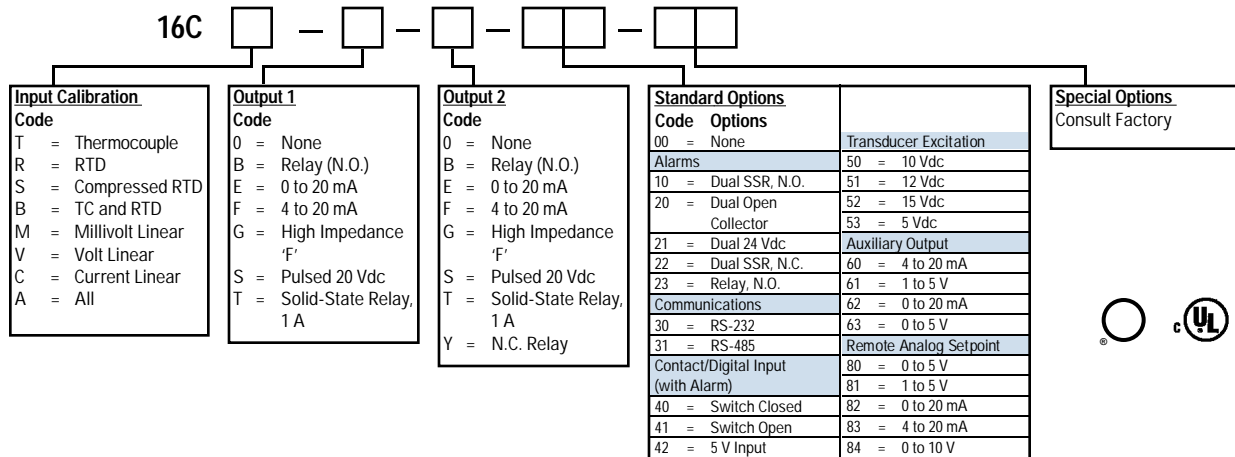 16C — — — —
Input Calibration
Code
T = Thermocouple
R = RTD
S = Compressed RTD
B = TC and RTD
M = Millivolt Linear
V = Volt Linear
C = Current Linear
A = All
Output 1
Code
0 = None
B = Relay (N.O.)
E = 0 to 20 mA
F = 4 to 20 mA
G = High Impedance
‘F’
S = Pulsed 20 Vdc
T = Solid-State Relay,
1 A
Output 2
Code
0 = None
B = Relay (N.O.)
E = 0 to 20 mA
F = 4 to 20 mA
G = High Impedance
‘F’
S = Pulsed 20 Vdc
T = Solid-State Relay,
1 A
Y = N.C. Relay
Standard Options
Code Options
00 = None
Alarms
10 = Dual SSR, N.O.
20 = Dual Open
Collector
21 = Dual 24 Vdc
22 = Dual SSR, N.C.
23 = Relay, N.O.
Communications
30 = RS-232
31 = RS-485
Contact/Digital Input
(with Alarm)
40 = Switch Closed
41 = Switch Open
42 = 5 V Input
Transducer Excitation
50 = 10 Vdc
51 = 12 Vdc
52 = 15 Vdc
53 = 5 Vdc
Auxiliary Output
60 = 4 to 20 mA
61 = 1 to 5 V
62 = 0 to 20 mA
63 = 0 to 5 V
Remote Analog Setpoint
80 = 0 to 5 V
81 = 1 to 5 V
82 = 0 to 20 mA
83 = 4 to 20 mA
84 = 0 to 10 V
Special Options
Consult Factory
®
c UL